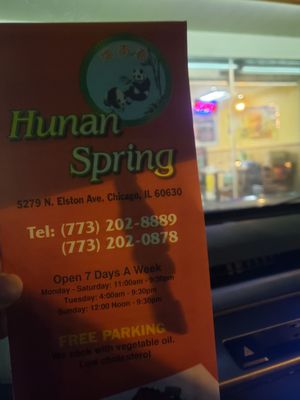 Hunan
Spring
5279 N. Elston Ave. Chicago, IL 60630
Tel: (773) 202-8889
(773) 202-0878
Open 7 Days A Week
Monday - Saturday: 11:00am - 9:30pm
Tuesday: 4:00am - 9:30pm
Sunday: 12:00 Noon - 9:30pm
FREE PARKING
We cook with vegetable oil.
Low cholesterol